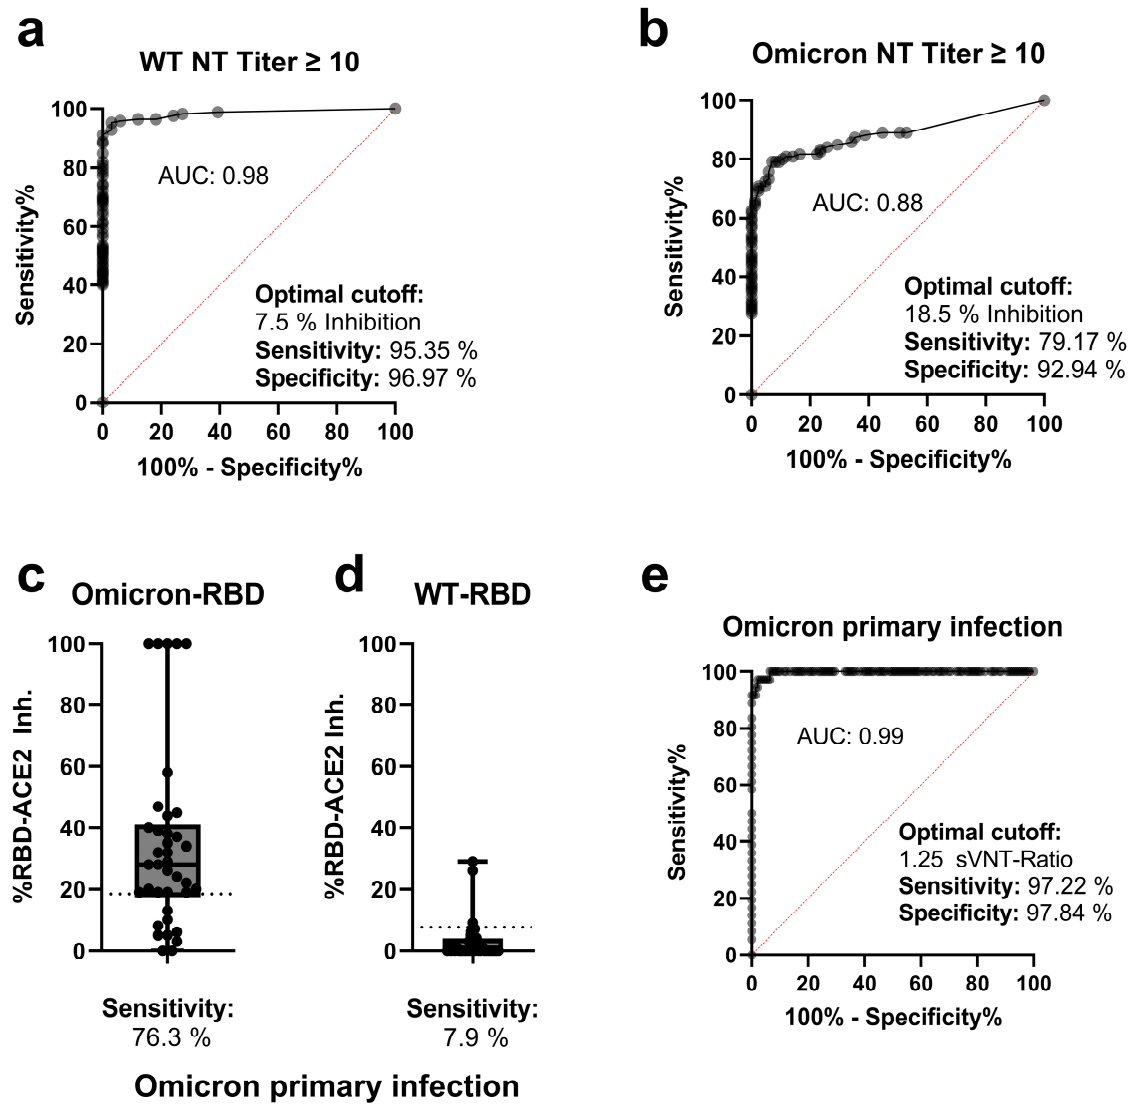 a
WT NT Titer ≥ 10
100
80
60
40
20
0
Sensitivity%
AUC: 0.98
Optimal cutoff:
7.5 % Inhibition
Sensitivity: 95.35 %
Specificity: 96.97 %
0 20 40 60 80 100
100% - Specificity%
b
Omicron NT Titer ≥ 10
100
80
60
40
20
0
Sensitivity%
AUC: 0.88
Optimal cutoff:
18.5 % Inhibition
Sensitivity: 79.17 %
Specificity: 92.94 %
0 20 40 60 80 100
100% - Specificity%
c
Omicron-RBD
100
80
60
40
20
0
%RBD-ACE2 Inh.
Sensitivity:
76.3 %
d
WT-RBD
100
80
60
40
20
0
%RBD-ACE2 Inh.
Sensitivity:
7.9 %
Omicron primary infection
e
Omicron primary infection
100
80
60
40
20
0
Sensitivity%
AUC: 0.99
Optimal cutoff:
1.25 sVNT-Ratio
Sensitivity: 97.22 %
Specificity: 97.84 %
0 20 40 60 80 100
100% - Specificity%